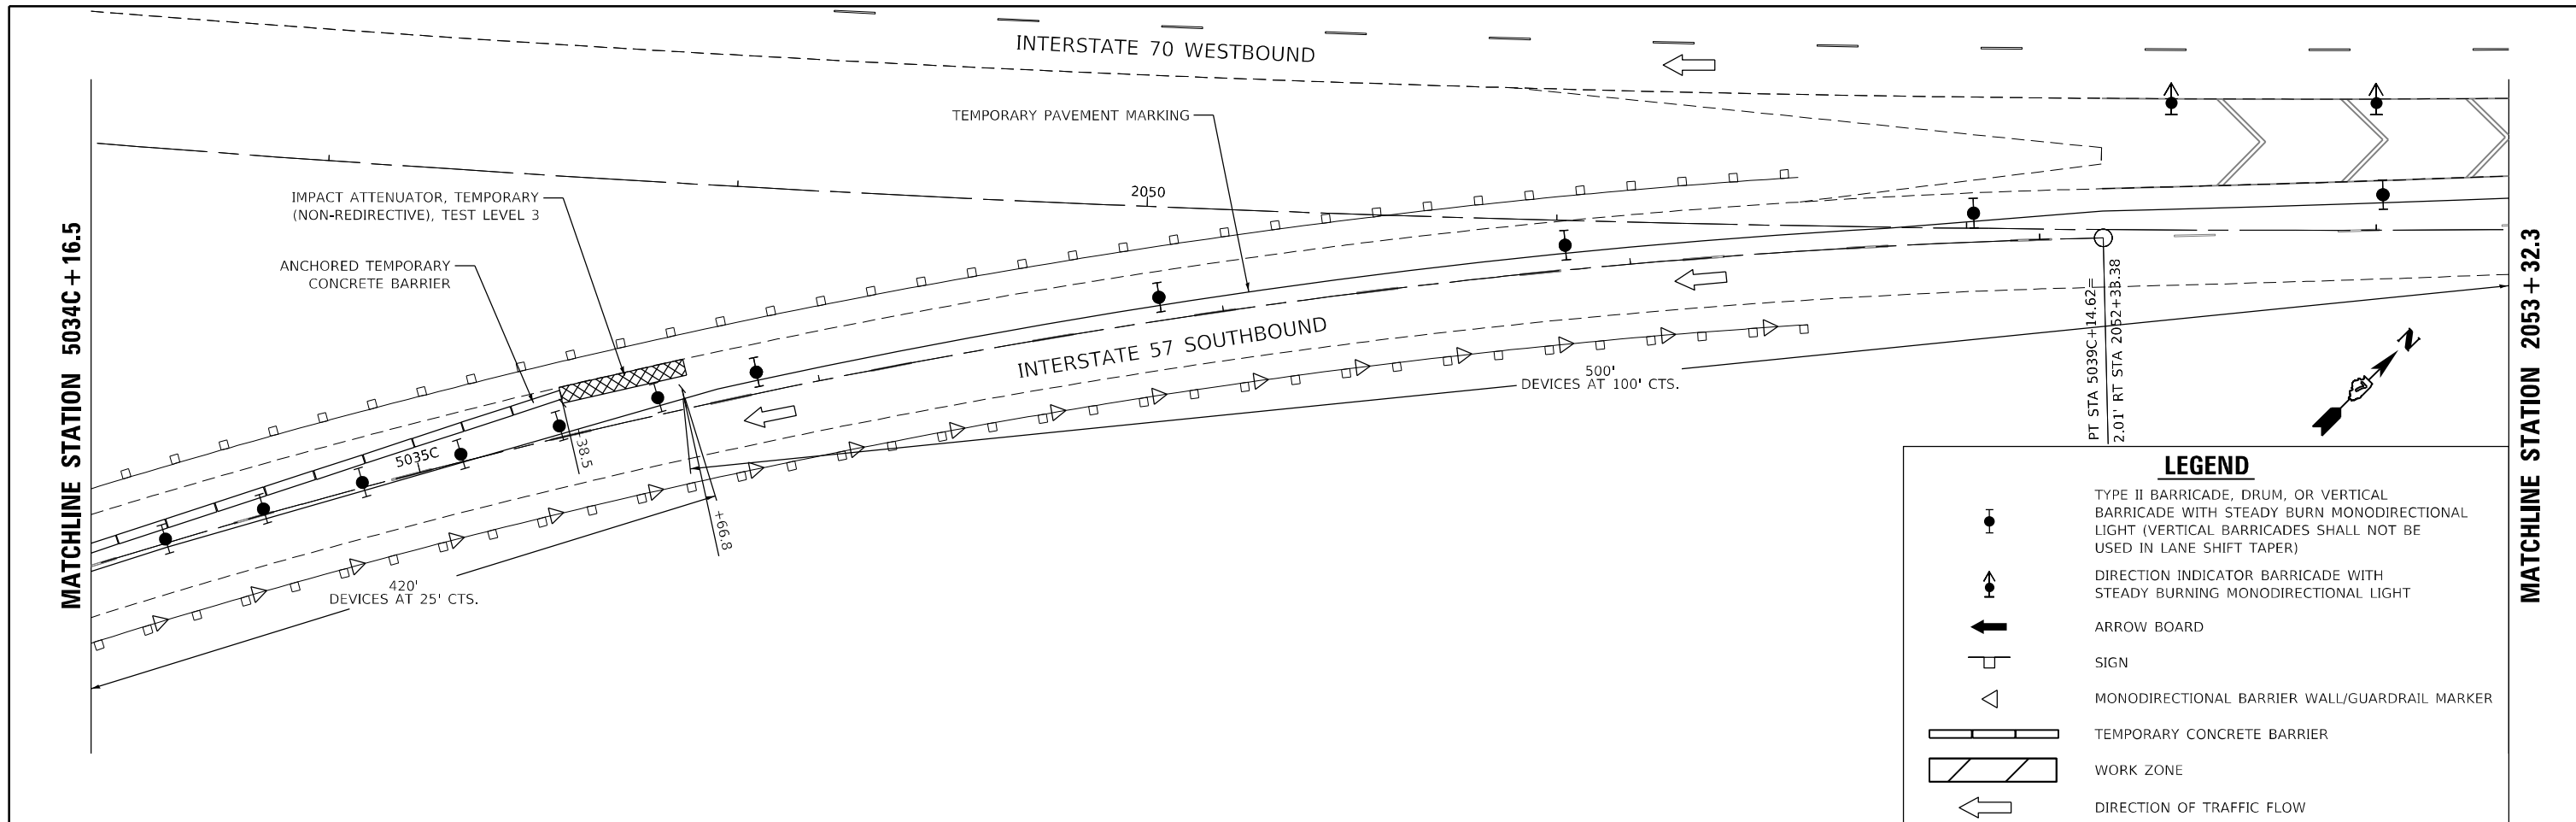 INTERSTATE 70 WESTBOUND
TEMPORARY PAVEMENT MARKING
IMPACT ATTENUATOR, TEMPORARY
(NON-REDIRECTIVE), TEST LEVEL 3
2050
ANCHORED TEMPORARY
CONCRETE BARRIER
MATCHLINE STATION 5034C+16.5
INTERSTATE 57 SOUTHBOUND
5035C
+38.5
+66.8
500'
DEVICES AT 100' CTS.
420'
DEVICES AT 25' CTS.
PT STA 5039C+14.62=
2.01' RT STA 2052+33.38
N
MATCHLINE STATION 2053+32.3
LEGEND
TYPE II BARRICADE, DRUM, OR VERTICAL
BARRICADE WITH STEADY BURN MONODIRECTIONAL
LIGHT (VERTICAL BARRICADES SHALL NOT BE
USED IN LANE SHIFT TAPER)
DIRECTION INDICATOR BARRICADE WITH
STEADY BURNING MONODIRECTIONAL LIGHT
ARROW BOARD
SIGN
MONODIRECTIONAL BARRIER WALL/GUARDRAIL MARKER
TEMPORARY CONCRETE BARRIER
WORK ZONE
DIRECTION OF TRAFFIC FLOW